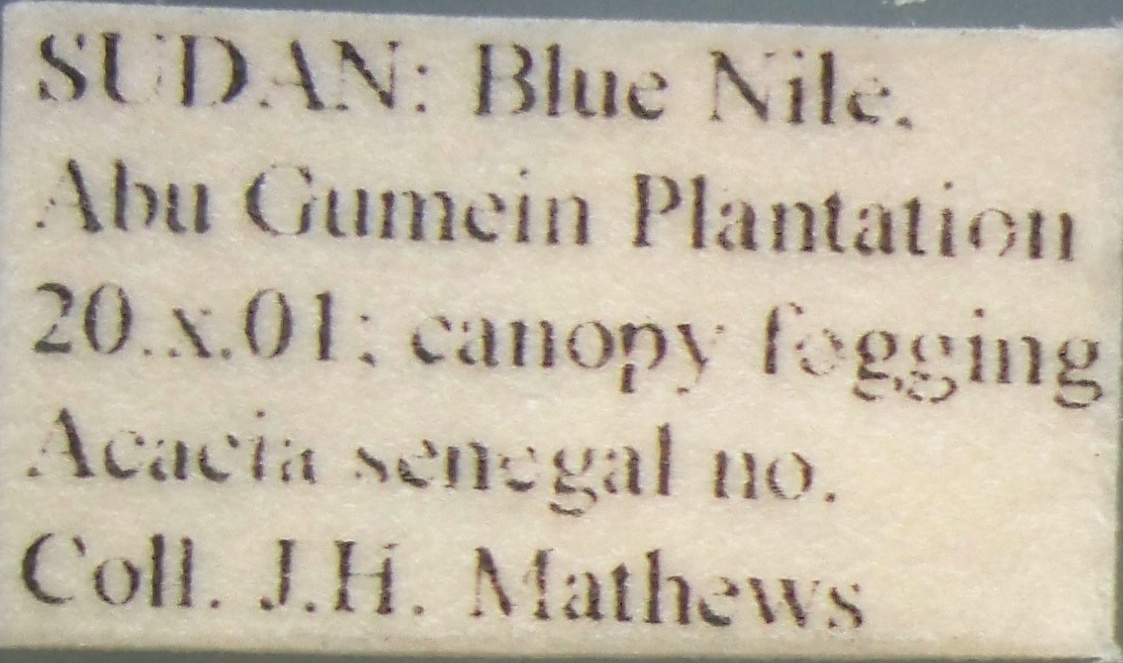 SUDAN: Blue Nile.
Abu Gumein Plantation
20.x.01; canopy fogging
Acacia senegal no.
Coll. J.H. Mathews